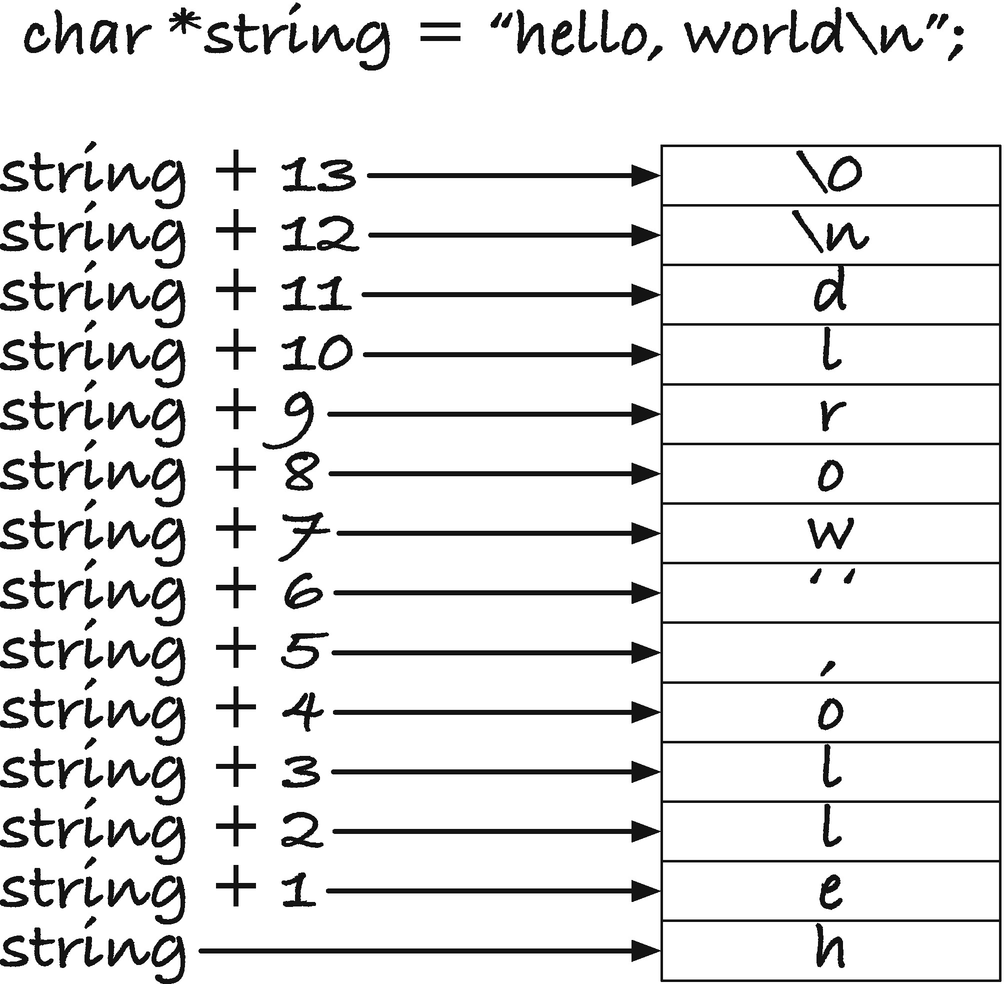 char *string = “hello, world\n”;
string + 13 \0
string + 12 \n
string + 11 d
string + 10 l
string + 9 r
string + 8 o
string + 7 w
string + 6 ′ ′
string + 5 ,
string + 4 o
string + 3 l
string + 2 l
string + 1 e
string h